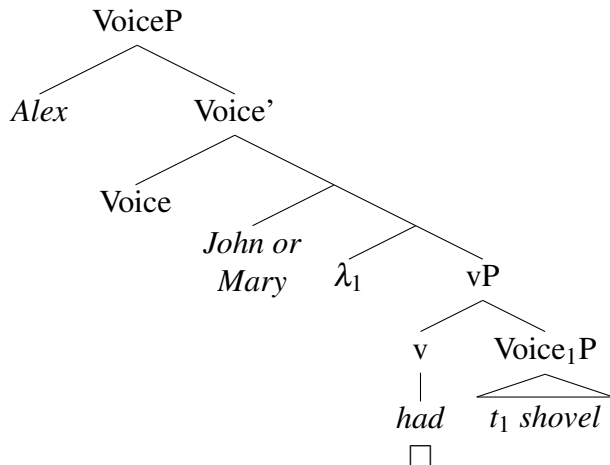 VoiceP
Alex Voice’
Voice
John or
Mary λ₁ vP
v Voice₁P
had t₁ shovel
□